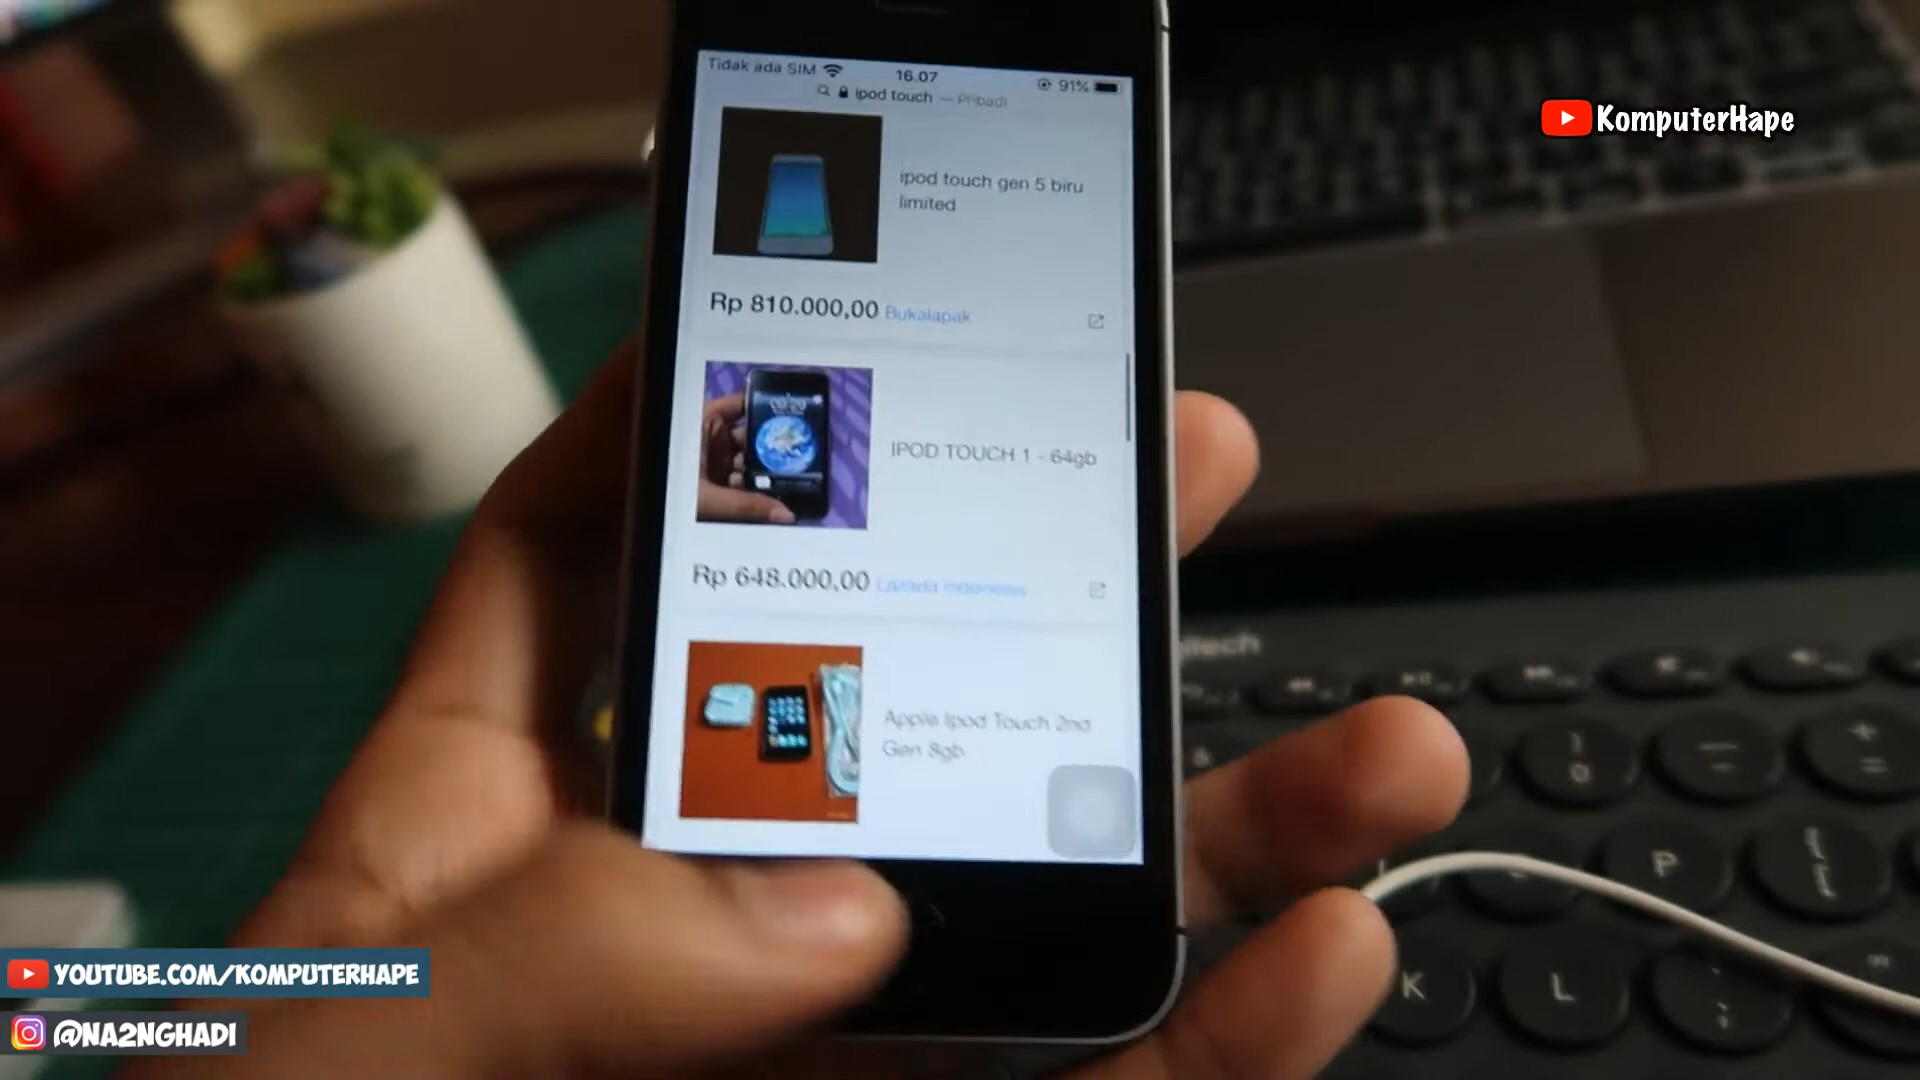 Tidak ada SIM
16.07
91%
ipod touch — Pribadi
KomputerHape
ipod touch gen 5 biru
limited
Rp 810.000,00 Bukalapak
IPOD TOUCH 1 - 64gb
Rp 648.000,00 Lazada Indonesia
Apple Ipod Touch 2nd
Gen 8gb
P
K
L
YOUTUBE.COM/KOMPUTERHAPE
@NA2NGHADI